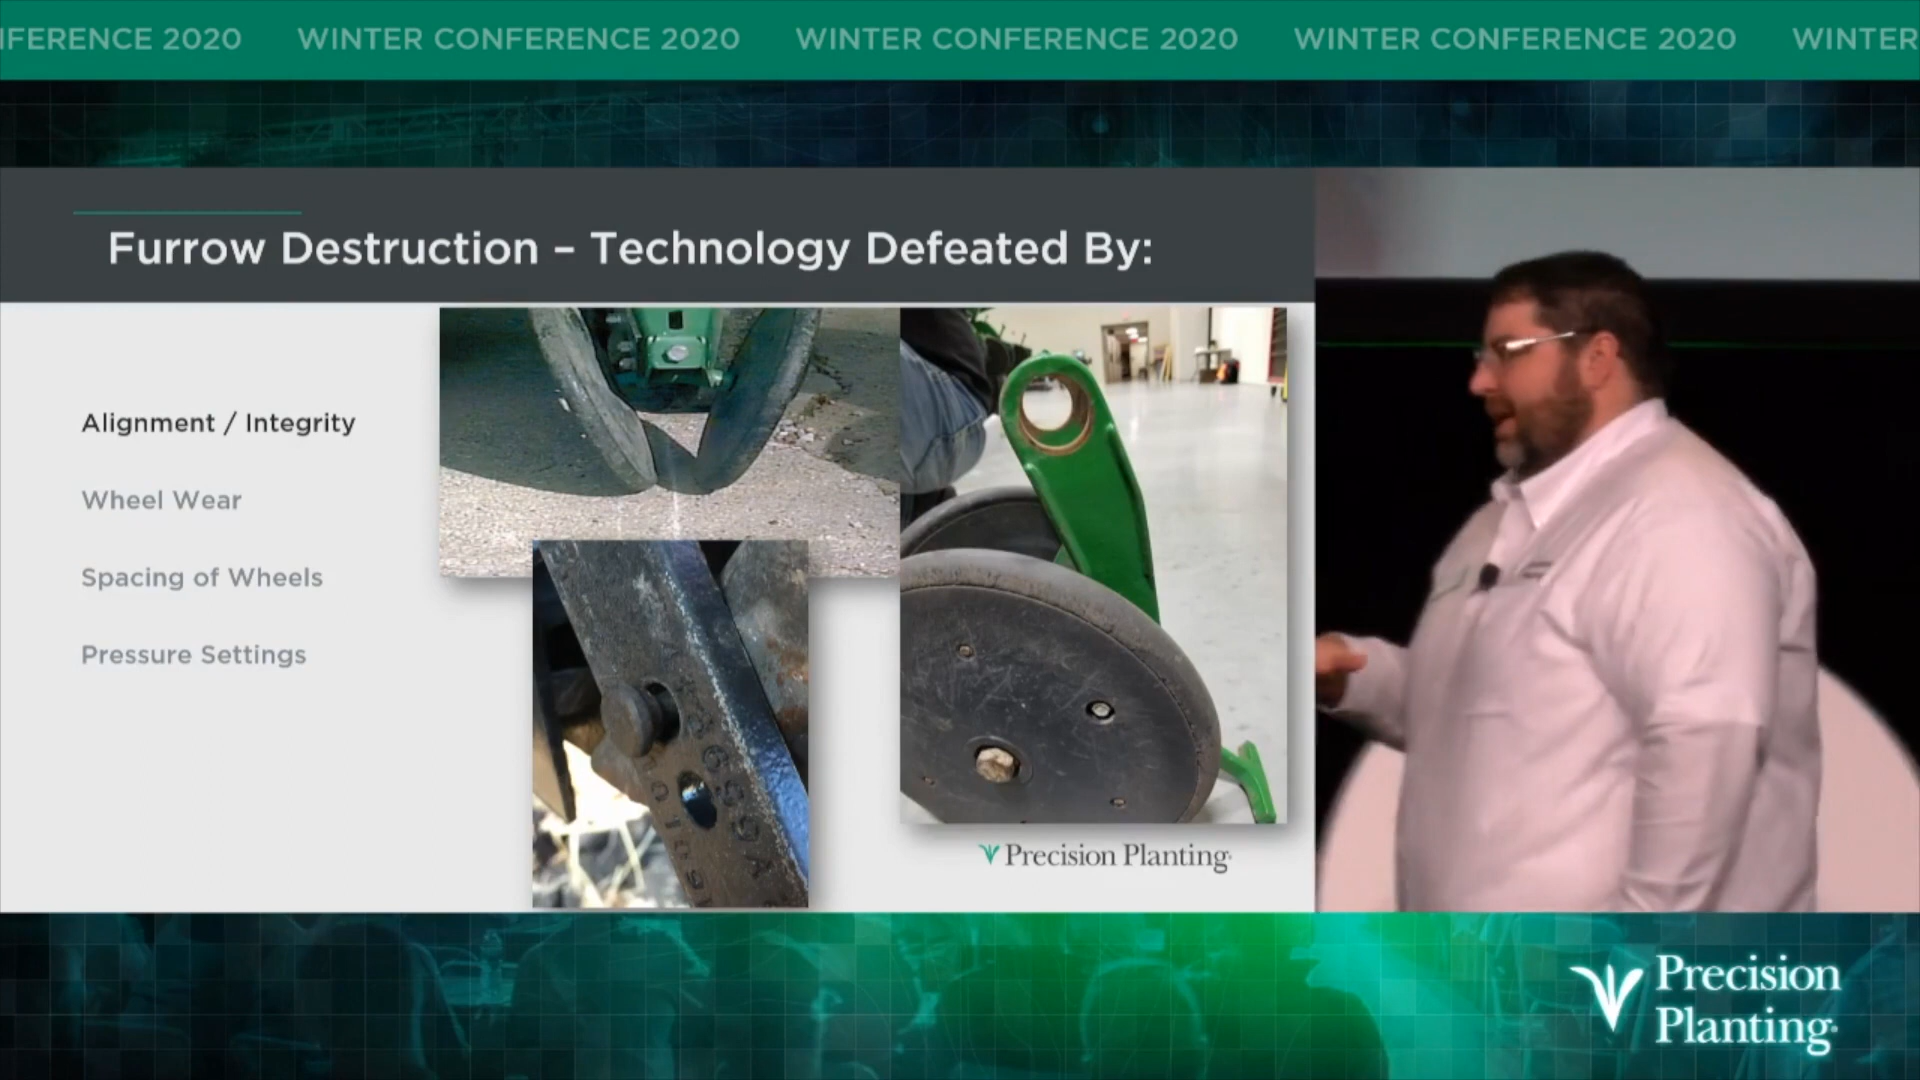 IFERENCE 2020 WINTER CONFERENCE 2020 WINTER CONFERENCE 2020 WINTER CONFERENCE 2020 WINTER
Furrow Destruction – Technology Defeated By:
Alignment / Integrity
Wheel Wear
Spacing of Wheels
Pressure Settings
Precision Planting
Precision
Planting